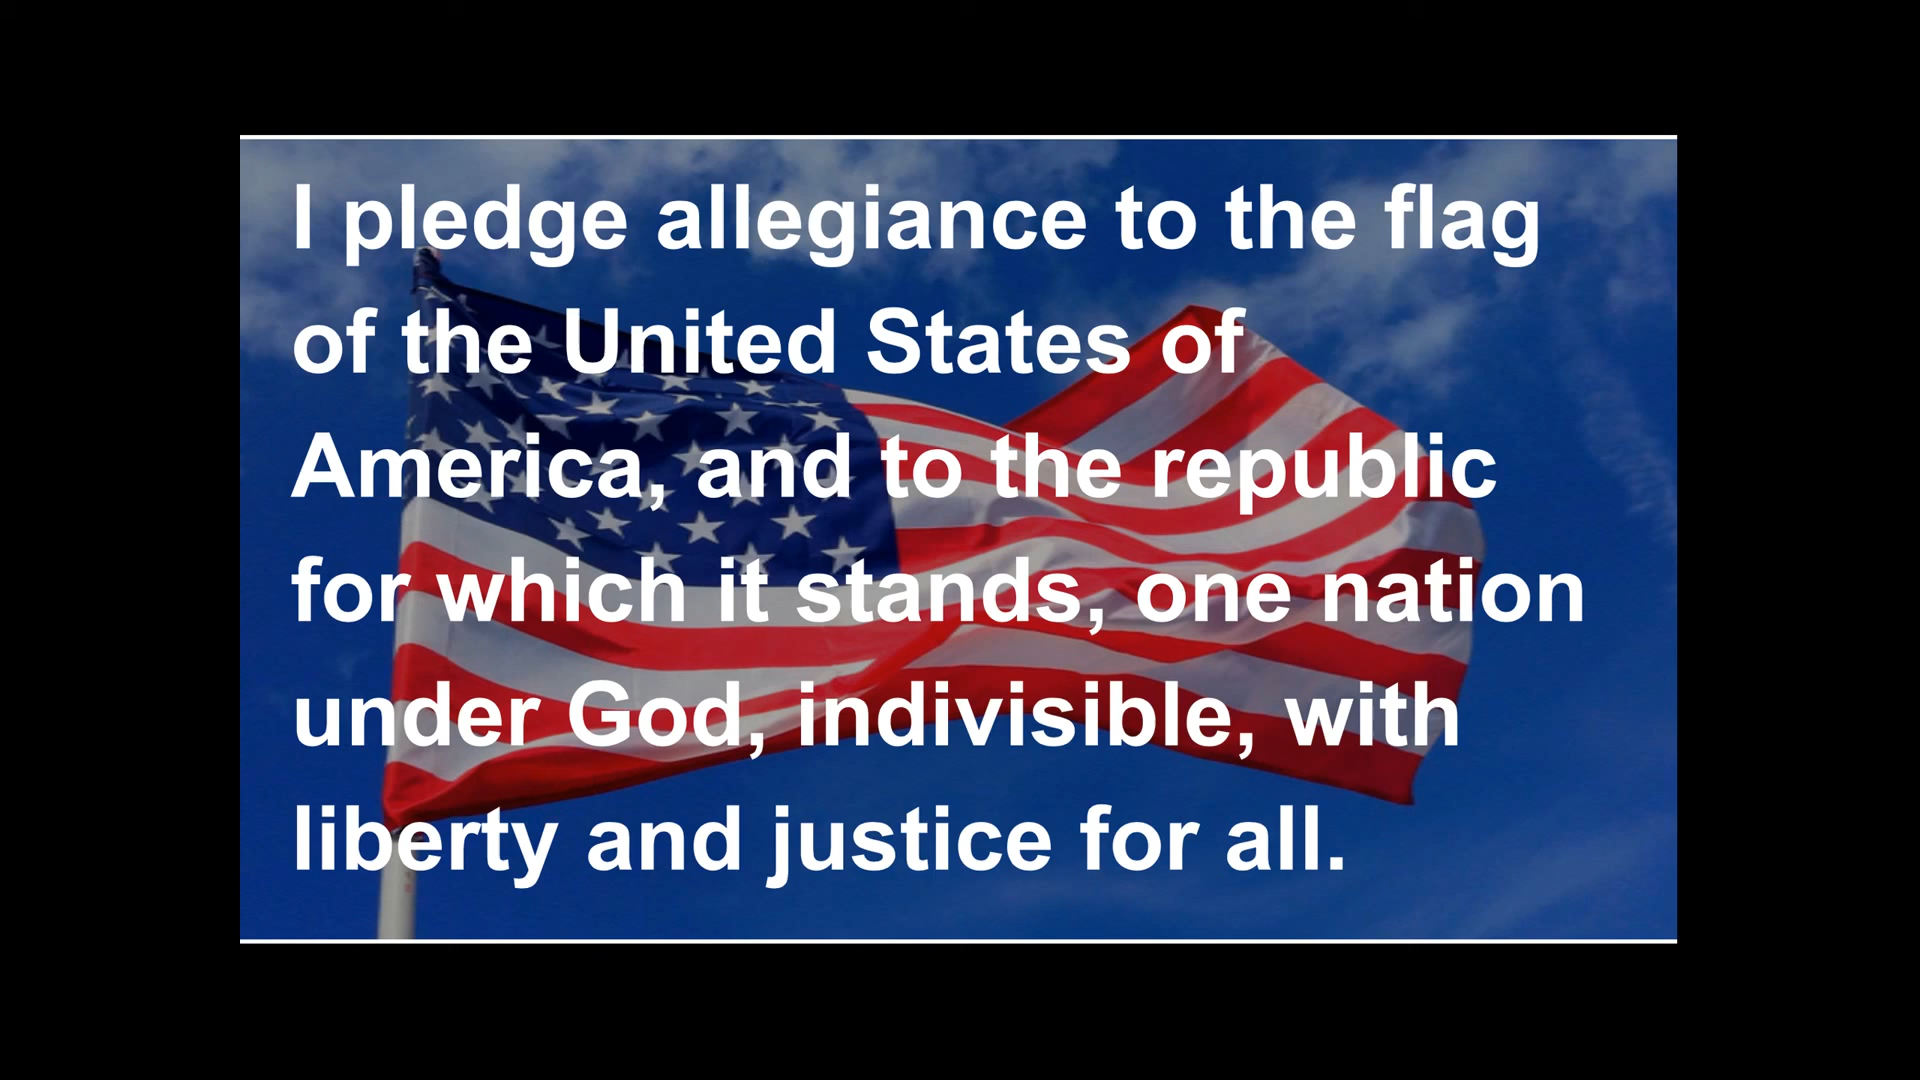 I pledge allegiance to the flag
of the United States of
America, and to the republic
for which it stands, one nation
under God, indivisible, with
liberty and justice for all.